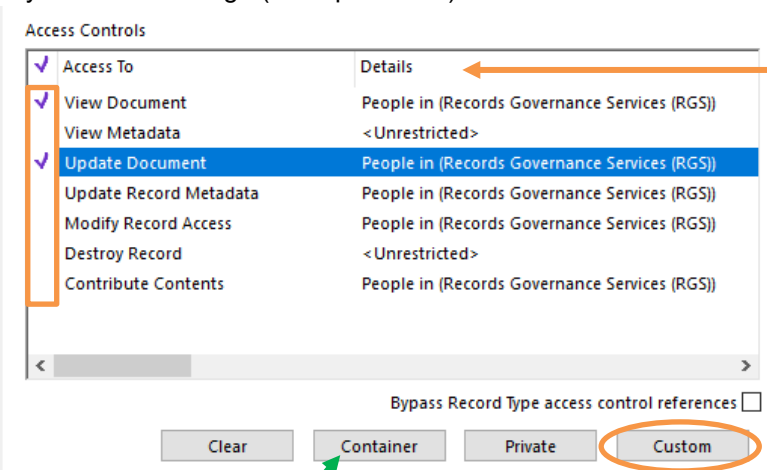 Access Controls
Access To Details
View Document People in (Records Governance Services (RGS))
View Metadata <Unrestricted>
Update Document People in (Records Governance Services (RGS))
Update Record Metadata People in (Records Governance Services (RGS))
Modify Record Access People in (Records Governance Services (RGS))
Destroy Record <Unrestricted>
Contribute Contents People in (Records Governance Services (RGS))
Bypass Record Type access control references
Clear Container Private Custom